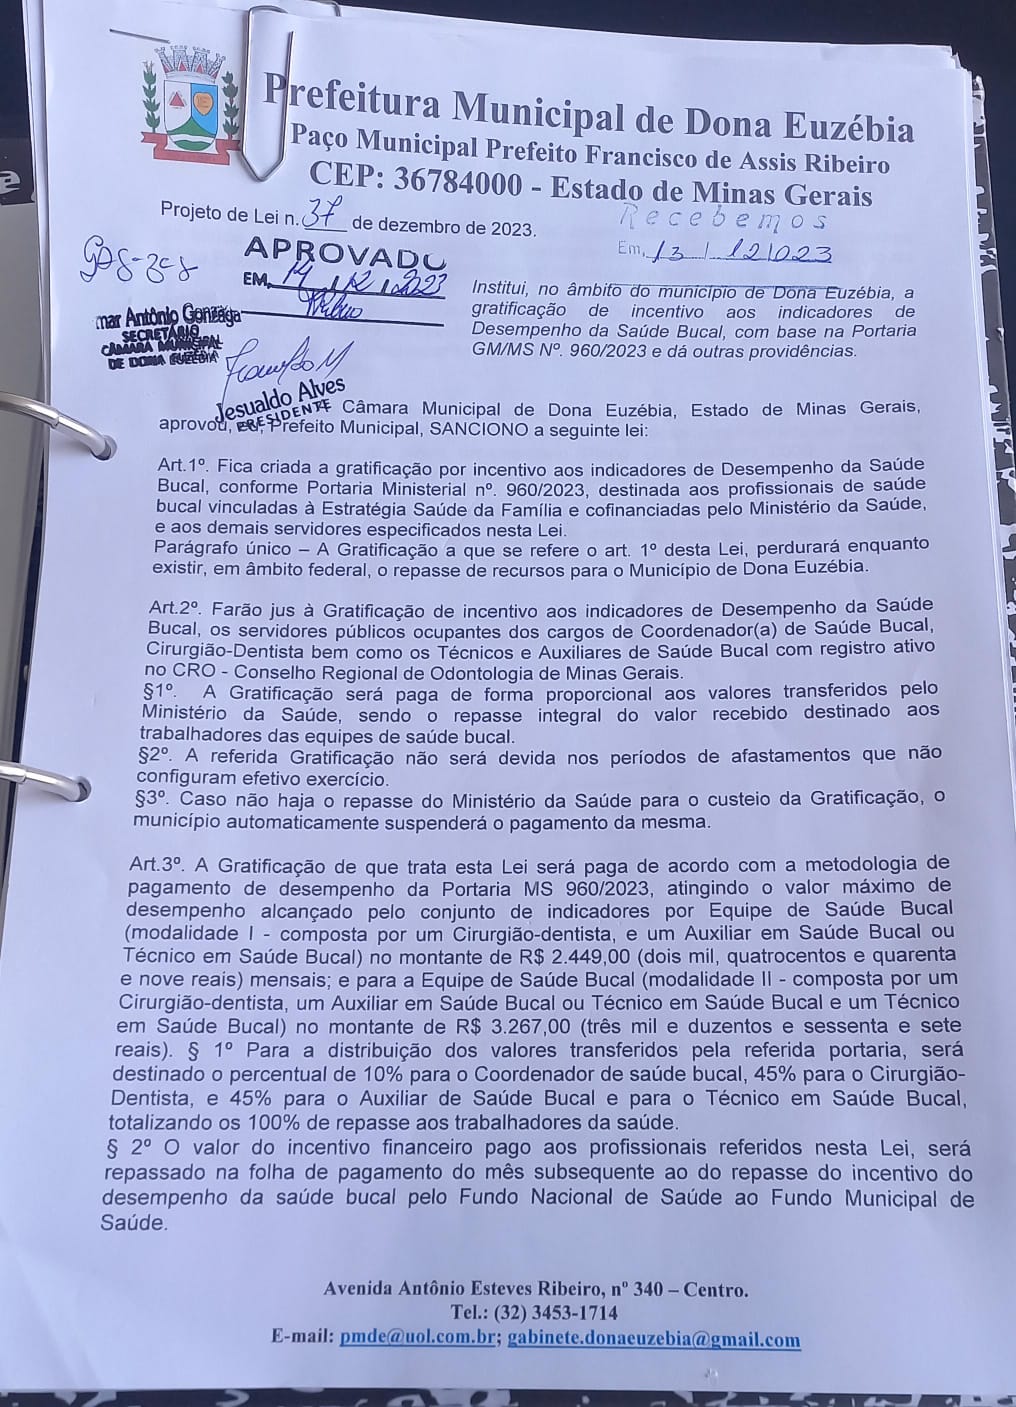 Prefeitura Municipal de Dona Euzébia
Paço Municipal Prefeito Francisco de Assis Ribeiro
CEP: 36784000 - Estado de Minas Gerais
Projeto de Lei n. 37 de dezembro de 2023.
Recebemos
Em, 13 / 12 / 2023
APROVADO
EM, 14 / 12 / 2023
mar Antônio Gonzaga
SECRETÁRIO
CÂMARA MUNICIPAL
DE DONA EUZÉBIA
Institui, no âmbito do município de Dona Euzébia, a
gratificação de incentivo aos indicadores de
Desempenho da Saúde Bucal, com base na Portaria
GM/MS Nº. 960/2023 e dá outras providências.
Jesualdo Alves
PRESIDENTE
Câmara Municipal de Dona Euzébia, Estado de Minas Gerais,
aprovou, eu, Prefeito Municipal, SANCIONO a seguinte lei:
Art.1º. Fica criada a gratificação por incentivo aos indicadores de Desempenho da Saúde
Bucal, conforme Portaria Ministerial nº. 960/2023, destinada aos profissionais de saúde
bucal vinculadas à Estratégia Saúde da Família e cofinanciadas pelo Ministério da Saúde,
e aos demais servidores especificados nesta Lei.
Parágrafo único – A Gratificação a que se refere o art. 1º desta Lei, perdurará enquanto
existir, em âmbito federal, o repasse de recursos para o Município de Dona Euzébia.
Art.2º. Farão jus à Gratificação de incentivo aos indicadores de Desempenho da Saúde
Bucal, os servidores públicos ocupantes dos cargos de Coordenador(a) de Saúde Bucal,
Cirurgião-Dentista bem como os Técnicos e Auxiliares de Saúde Bucal com registro ativo
no CRO - Conselho Regional de Odontologia de Minas Gerais.
§1º. A Gratificação será paga de forma proporcional aos valores transferidos pelo
Ministério da Saúde, sendo o repasse integral do valor recebido destinado aos
trabalhadores das equipes de saúde bucal.
§2º. A referida Gratificação não será devida nos períodos de afastamentos que não
configuram efetivo exercício.
§3º. Caso não haja o repasse do Ministério da Saúde para o custeio da Gratificação, o
município automaticamente suspenderá o pagamento da mesma.
Art.3º. A Gratificação de que trata esta Lei será paga de acordo com a metodologia de
pagamento de desempenho da Portaria MS 960/2023, atingindo o valor máximo de
desempenho alcançado pelo conjunto de indicadores por Equipe de Saúde Bucal
(modalidade I - composta por um Cirurgião-dentista, e um Auxiliar em Saúde Bucal ou
Técnico em Saúde Bucal) no montante de R$ 2.449,00 (dois mil, quatrocentos e quarenta
e nove reais) mensais; e para a Equipe de Saúde Bucal (modalidade II - composta por um
Cirurgião-dentista, um Auxiliar em Saúde Bucal ou Técnico em Saúde Bucal e um Técnico
em Saúde Bucal) no montante de R$ 3.267,00 (três mil e duzentos e sessenta e sete
reais). § 1º Para a distribuição dos valores transferidos pela referida portaria, será
destinado o percentual de 10% para o Coordenador de saúde bucal, 45% para o Cirurgião-
Dentista, e 45% para o Auxiliar de Saúde Bucal e para o Técnico em Saúde Bucal,
totalizando os 100% de repasse aos trabalhadores da saúde.
§ 2º O valor do incentivo financeiro pago aos profissionais referidos nesta Lei, será
repassado na folha de pagamento do mês subsequente ao do repasse do incentivo do
desempenho da saúde bucal pelo Fundo Nacional de Saúde ao Fundo Municipal de
Saúde.
Avenida Antônio Esteves Ribeiro, nº 340 – Centro.
Tel.: (32) 3453-1714
E-mail: pmde@uol.com.br; gabinete.donaeuzebia@gmail.com